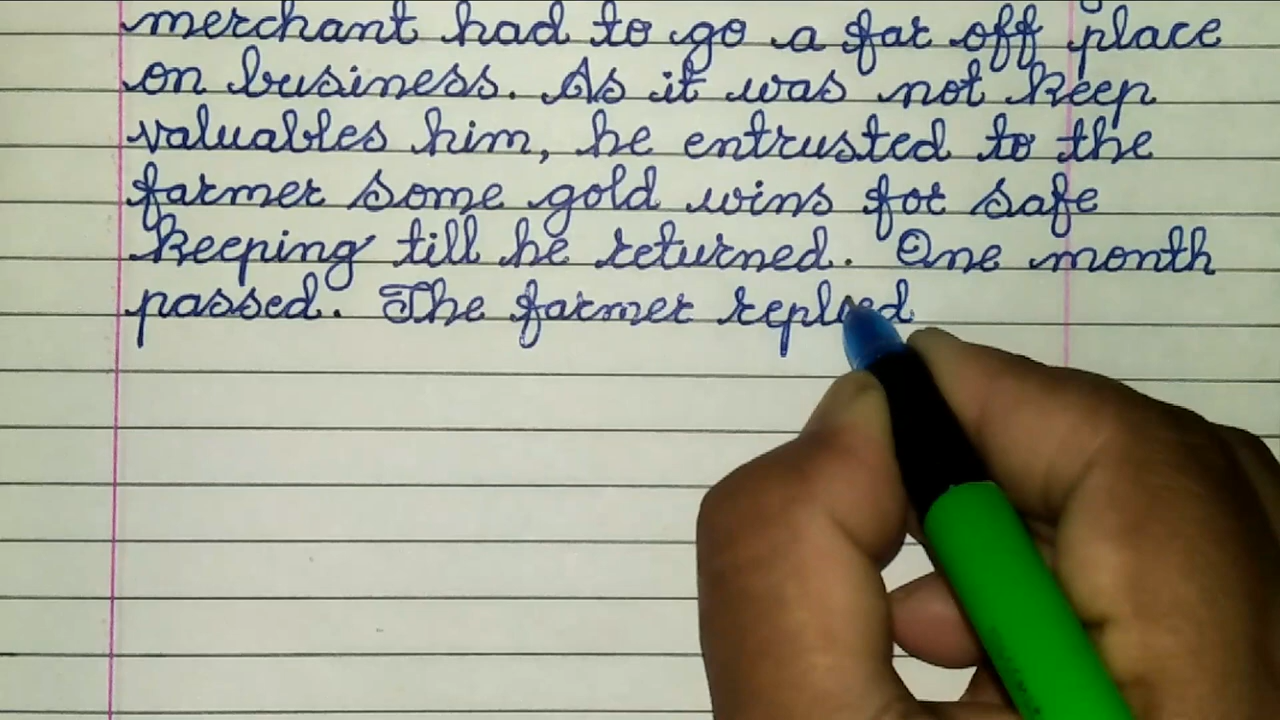 merchant had to go a far off place
on business. As it was not keep
valuables him, he entrusted to the
farmer some gold wins for safe
keeping till he returned. One month
passed. The farmer